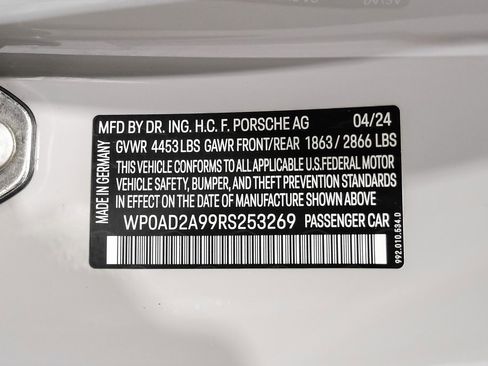 MFD BY DR. ING. H.C. F. PORSCHE AG 04/24
GVWR 4453 LBS GAWR FRONT/REAR 1863 / 2866 LBS
THIS VEHICLE CONFORMS TO ALL APPLICABLE U.S.FEDERAL MOTOR
VEHICLE SAFETY, BUMPER, AND THEFT PREVENTION STANDARDS
IN EFFECT ON THE DATE OF MANUFACTURE SHOWN ABOVE
WP0AD2A99RS253269 PASSENGER CAR
MADE IN GERMANY
992.010.534.D